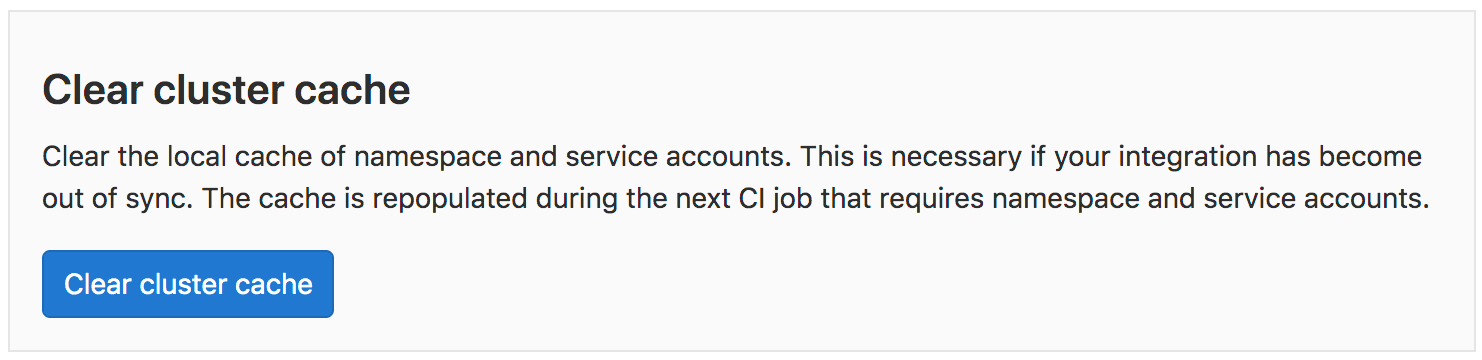 Clear cluster cache
Clear the local cache of namespace and service accounts. This is necessary if your integration has become
out of sync. The cache is repopulated during the next CI job that requires namespace and service accounts.
Clear cluster cache